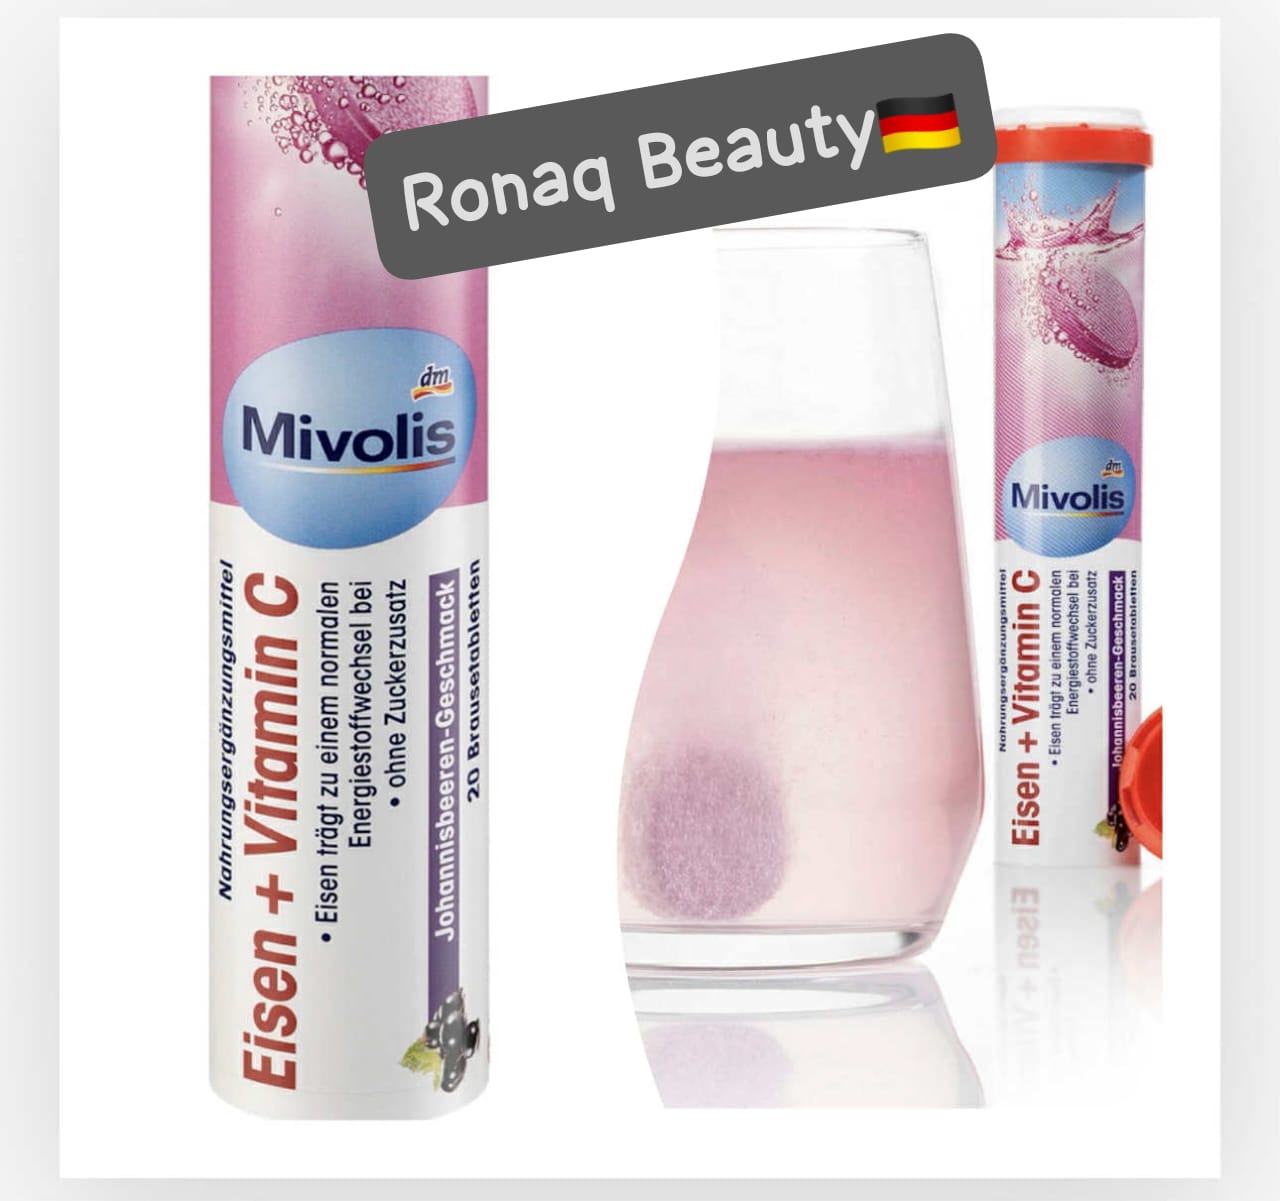 Ronaq Beauty🇩🇪
dm
Mivolis
Nahrungsergänzungsmittel
Eisen + Vitamin C
• Eisen trägt zu einem normalen
Energiestoffwechsel bei
• ohne Zuckerzusatz
Johannisbeeren-Geschmack
20 Brausetabletten
dm
Mivolis
Nahrungsergänzungsmittel
Eisen + Vitamin C
• Eisen trägt zu einem normalen
Energiestoffwechsel bei
• ohne Zuckerzusatz
Johannisbeeren-Geschmack
20 Brausetabletten